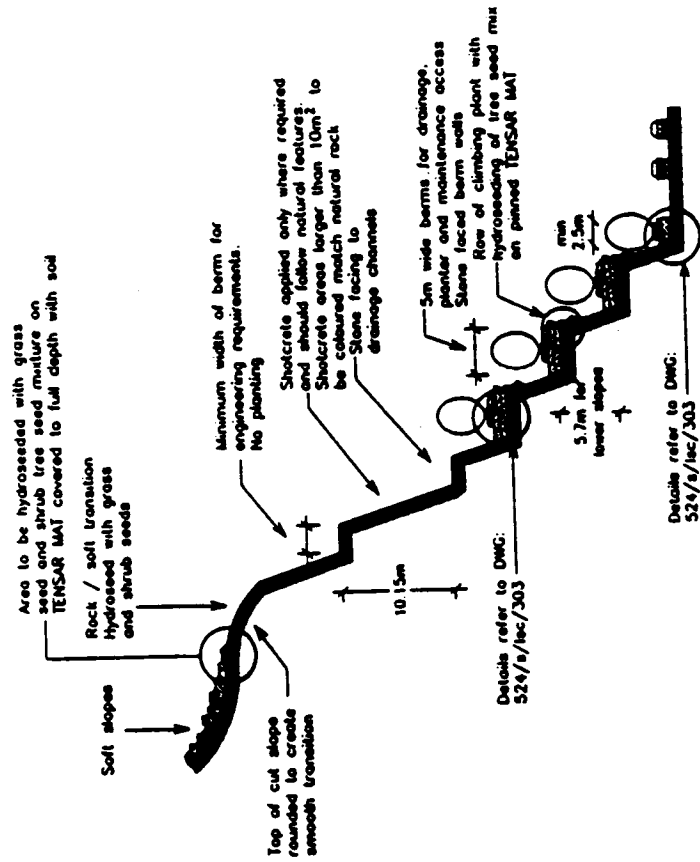 Area to be hydroseeded with grass
seed and shrub tree seed mixture on
TENSAR MAT covered to full depth with soil
Soft slopes
Rock / soft transition
Hydroseed with grass
and shrub seeds
Top of cut slope
rounded to create
smooth transition
Minimum width of berm for
engineering requirements.
No planting
Shotcrete applied only where required
and should follow natural features.
Shotcrete areas larger than 10m² to
be coloured match natural rock
Stone facing to
drainage channels
10.15m
5m wide berms for drainage,
planter and maintenance access
Stone faced berm walls
Row of climbing plant with
hydroseeding of tree seed mix
on pinned TENSAR MAT
Details refer to DWG:
524/s/lsc/303
5.7m for
lower slopes
min
2.5m
Details refer to DWG:
524/s/lsc/303